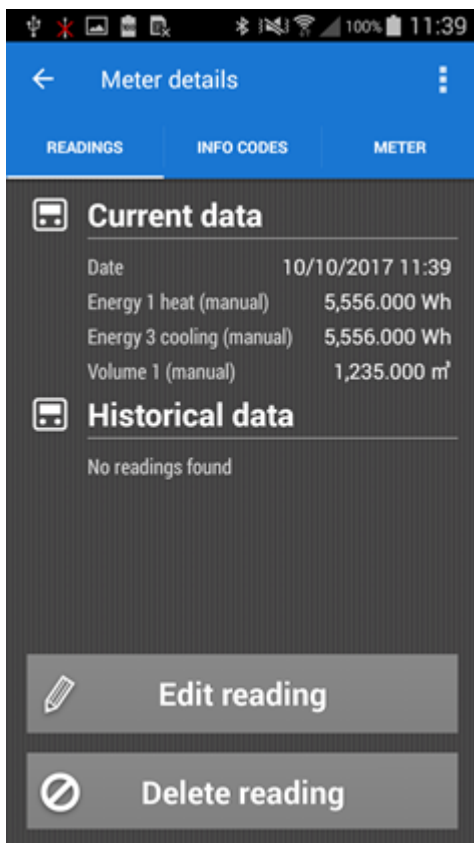 100% 11:39
Meter details
READINGS INFO CODES METER
Current data
Date 10/10/2017 11:39
Energy 1 heat (manual) 5,556.000 Wh
Energy 3 cooling (manual) 5,556.000 Wh
Volume 1 (manual) 1,235.000 m³
Historical data
No readings found
Edit reading
Delete reading